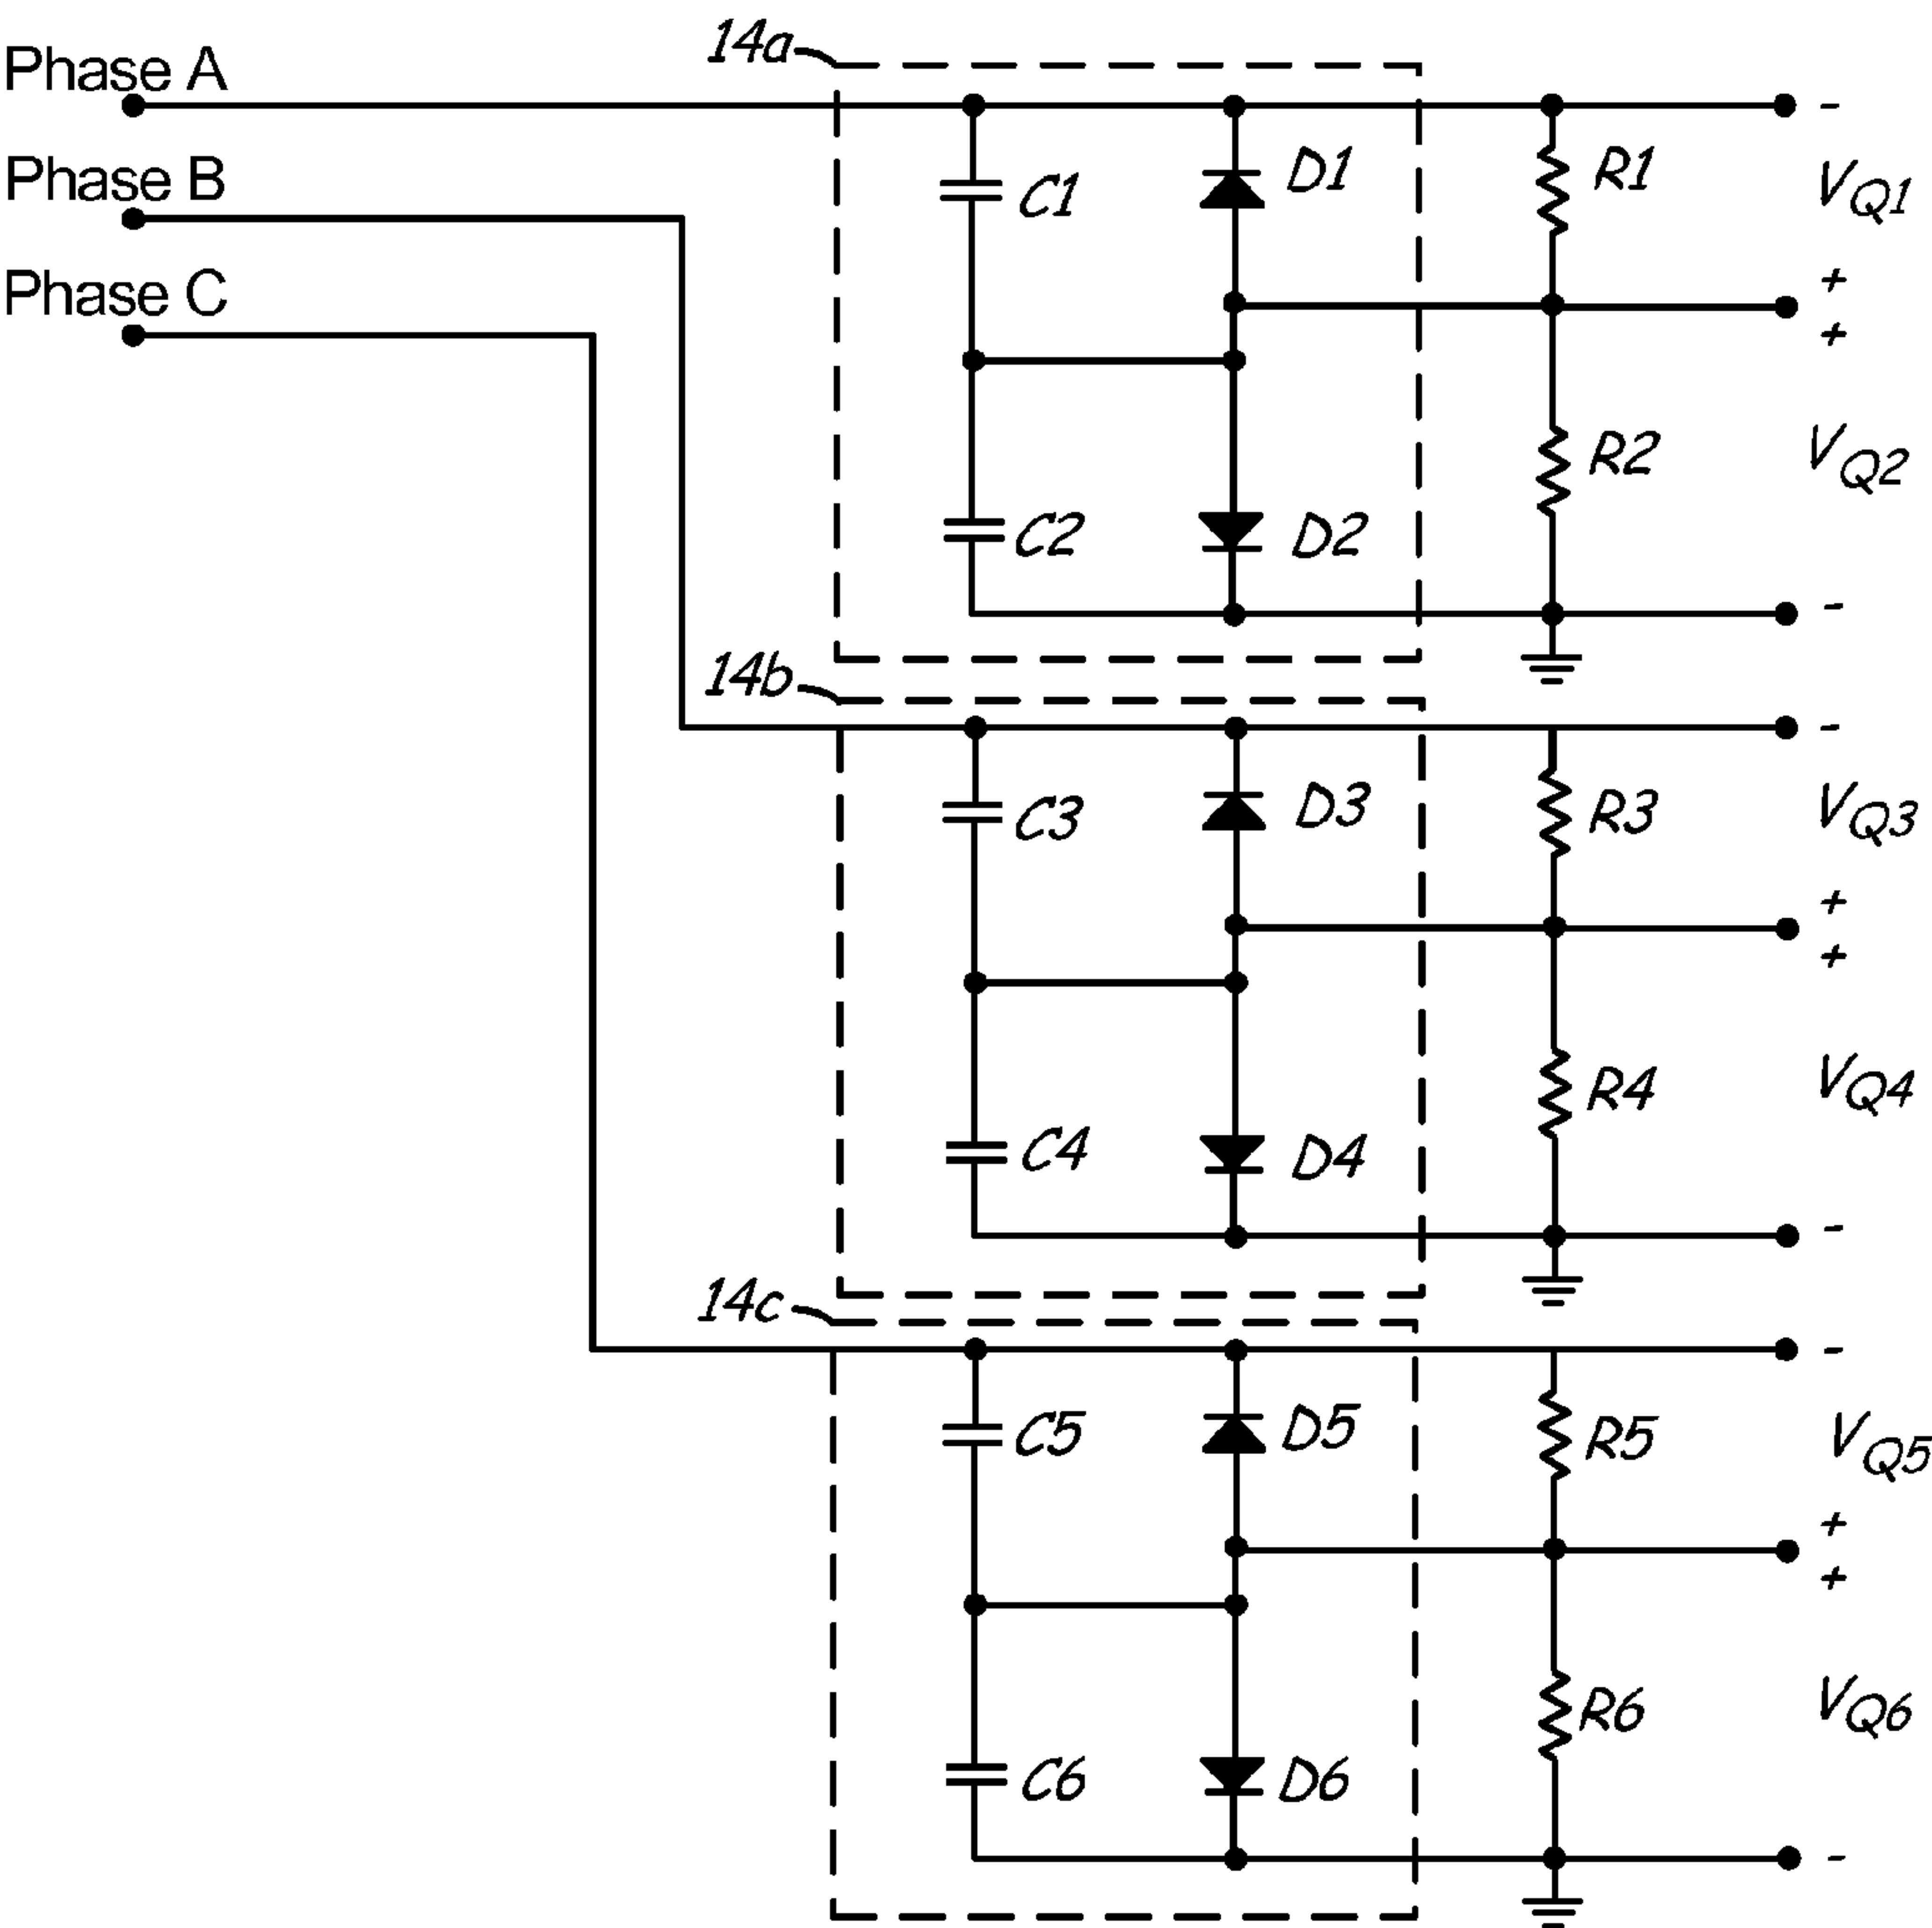 14a
Phase A
-
C1 D1 R1 VQ1
Phase B
Phase C
+
+
C2 D2 R2 VQ2
-
14b
-
C3 D3 R3 VQ3
+
+
C4 D4 R4 VQ4
-
14c
-
C5 D5 R5 VQ5
+
+
C6 D6 R6 VQ6
-